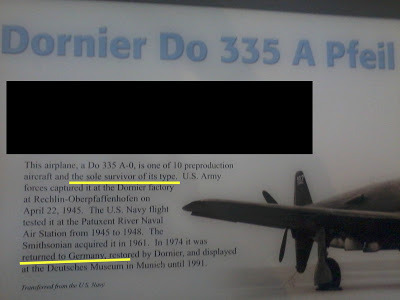 Dornier Do 335 A Pfeil
This airplane, a Do 335 A-0, is one of 10 preproduction
aircraft and the sole survivor of its type. U.S. Army
forces captured it at the Dornier factory
at Rechlin-Oberpfaffenhofen on
April 22, 1945. The U.S. Navy flight
tested it at the Patuxent River Naval
Air Station from 1945 to 1948. The
Smithsonian acquired it in 1961. In 1974 it was
returned to Germany, restored by Dornier, and displayed
at the Deutsches Museum in Munich until 1991.
Transferred from the U.S. Navy